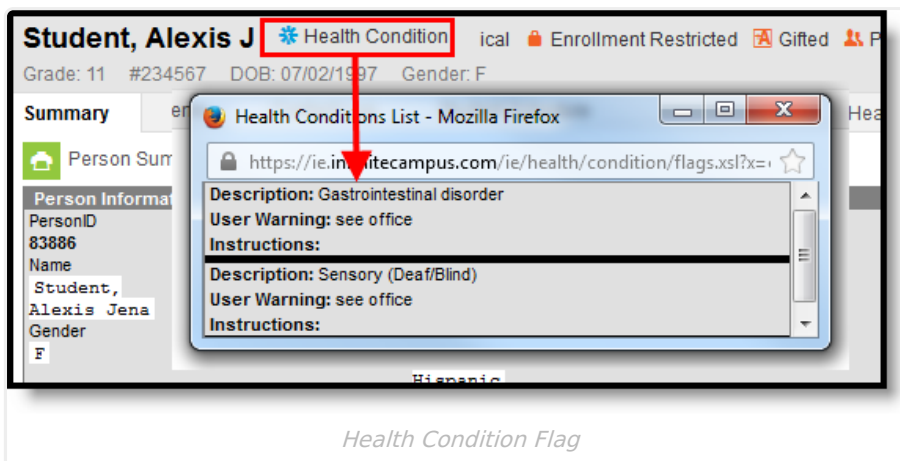 Student, Alexis J Health Condition ical Enrollment Restricted Gifted P
Grade: 11 #234567 DOB: 07/02/1997 Gender: F
Summary er Hea
Health Conditions List - Mozilla Firefox
Person Sum
https://ie.infinitecampus.com/ie/health/condition/flags.xsl?x=
Person Informat
Description: Gastrointestinal disorder
PersonID
User Warning: see office
83886
Instructions:
Name
Description: Sensory (Deaf/Blind)
Student,
User Warning: see office
Alexis Jena
Instructions:
Gender
F
Hispanic
Health Condition Flag